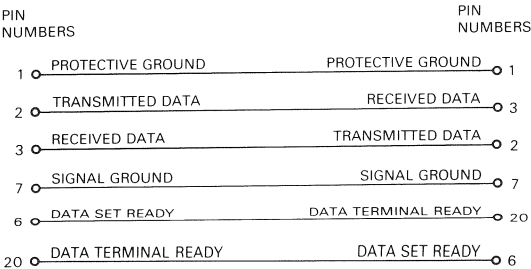 PIN
NUMBERS
PIN
NUMBERS
1 PROTECTIVE GROUND PROTECTIVE GROUND 1
2 TRANSMITTED DATA RECEIVED DATA 3
3 RECEIVED DATA TRANSMITTED DATA 2
7 SIGNAL GROUND SIGNAL GROUND 7
6 DATA SET READY DATA TERMINAL READY 20
20 DATA TERMINAL READY DATA SET READY 6